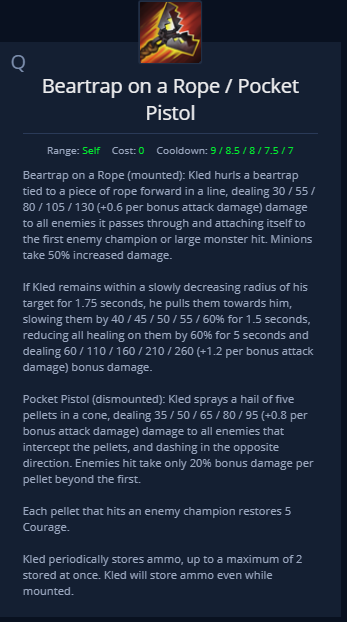 Q
Beartrap on a Rope / Pocket
Pistol
Range: Self Cost: 0 Cooldown: 9 / 8.5 / 8 / 7.5 / 7
Beartrap on a Rope (mounted): Kled hurls a beartrap
tied to a piece of rope forward in a line, dealing 30 / 55 /
80 / 105 / 130 (+0.6 per bonus attack damage) damage
to all enemies it passes through and attaching itself to
the first enemy champion or large monster hit. Minions
take 50% increased damage.
If Kled remains within a slowly decreasing radius of his
target for 1.75 seconds, he pulls them towards him,
slowing them by 40 / 45 / 50 / 55 / 60% for 1.5 seconds,
reducing all healing on them by 60% for 5 seconds and
dealing 60 / 110 / 160 / 210 / 260 (+1.2 per bonus attack
damage) bonus damage.
Pocket Pistol (dismounted): Kled sprays a hail of five
pellets in a cone, dealing 35 / 50 / 65 / 80 / 95 (+0.8 per
bonus attack damage) damage to all enemies that
intercept the pellets, and dashing in the opposite
direction. Enemies hit take only 20% bonus damage per
pellet beyond the first.
Each pellet that hits an enemy champion restores 5
Courage.
Kled periodically stores ammo, up to a maximum of 2
stored at once. Kled will store ammo even while
mounted.